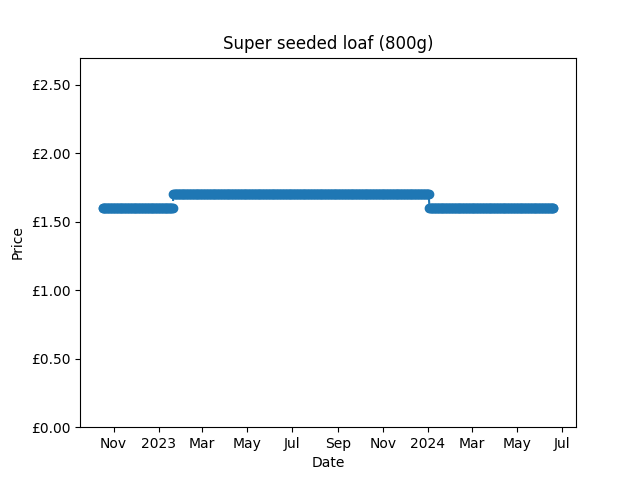 Super seeded loaf (800g)
£2.50
£2.00
£1.50
£1.00
£0.50
£0.00
Price
Nov 2023 Mar May Jul Sep Nov 2024 Mar May Jul
Date